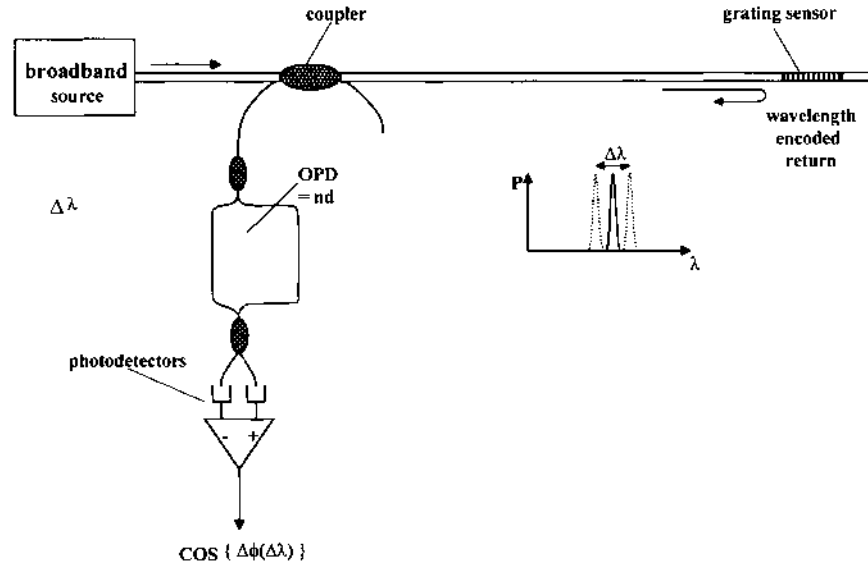 coupler
grating sensor
broadband
source
wavelength
encoded
return
OPD
= nd
Δλ
P
Δλ
λ
photodetectors
- +
COS { Δϕ(Δλ) }